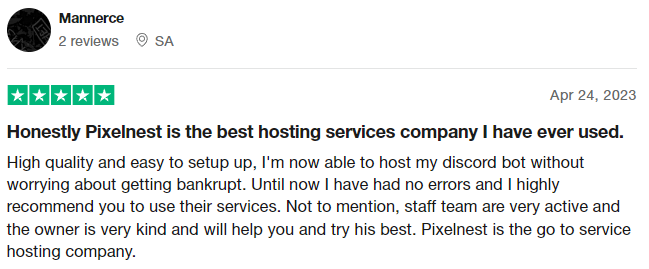 Mannerce
2 reviews SA
Apr 24, 2023
Honestly Pixelnest is the best hosting services company I have ever used.
High quality and easy to setup up, I'm now able to host my discord bot without
worrying about getting bankrupt. Until now I have had no errors and I highly
recommend you to use their services. Not to mention, staff team are very active and
the owner is very kind and will help you and try his best. Pixelnest is the go to service
hosting company.